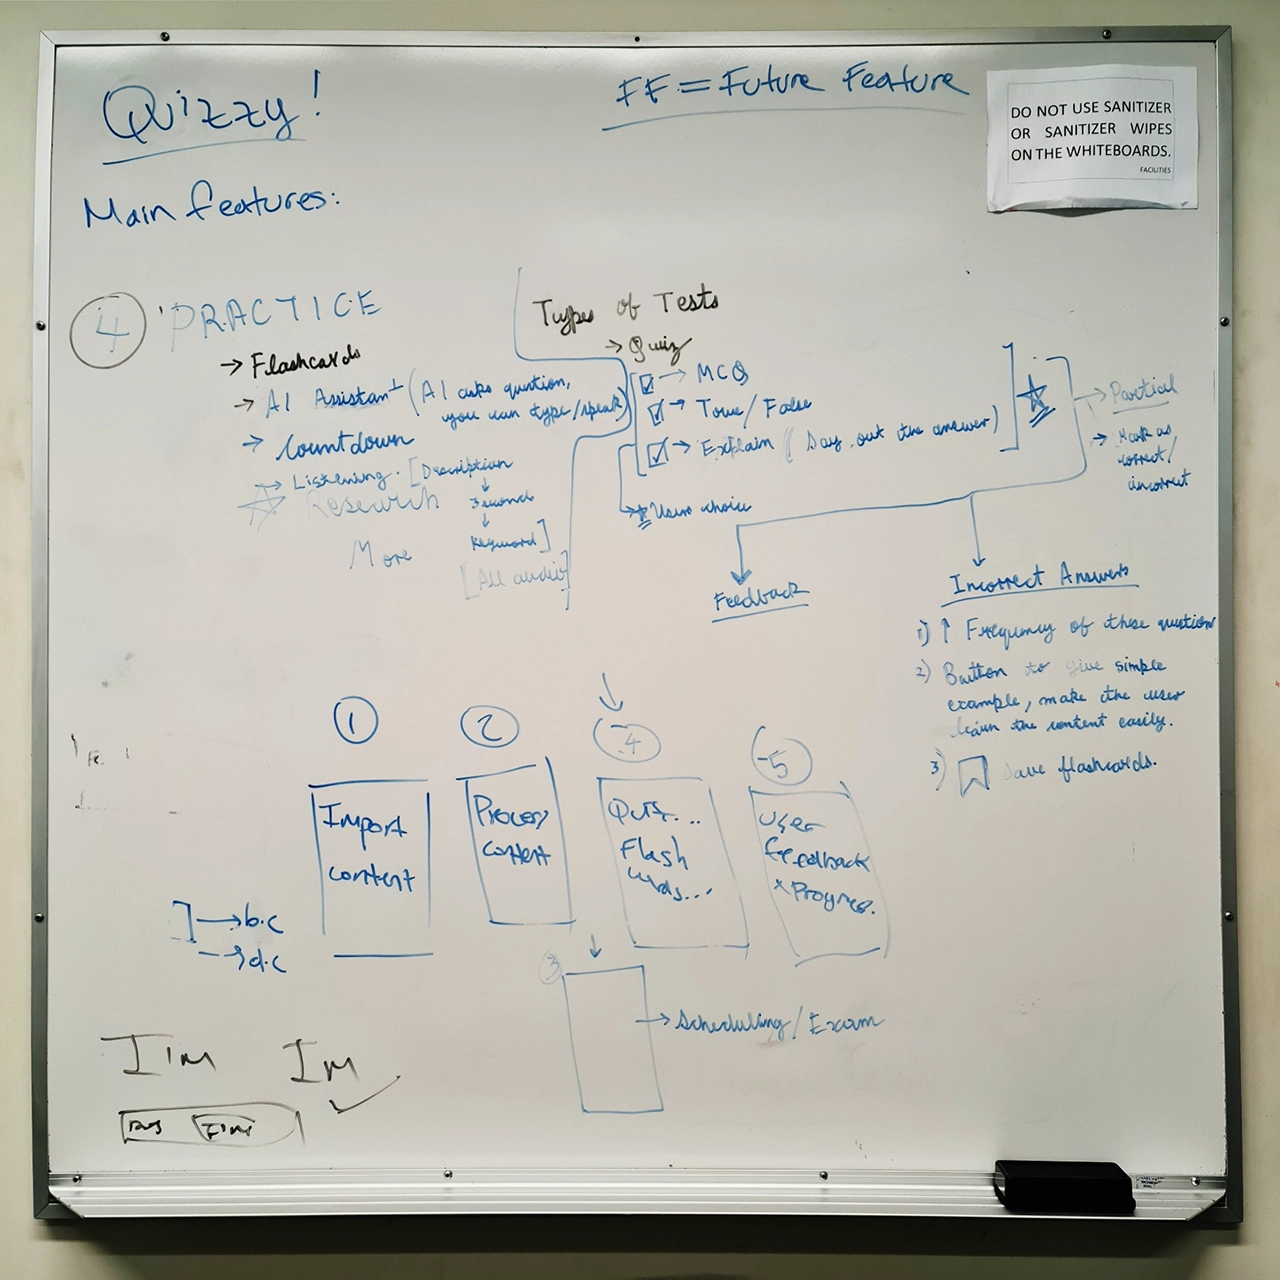 Quizzy!
FF = Future Feature
DO NOT USE SANITIZER
OR SANITIZER WIPES
ON THE WHITEBOARDS.
FACILITIES
Main features:
4 PRACTICE
→ Flashcards
→ AI Assistant (AI asks question,
you can type/speak)
→ Countdown
→ Listening. [Description
↓
3 seconds
↓
keyword]
[All audio]
☆ Research
More
Types of Tests
→ Quiz
☑ → MCQ
☑ → True/False
☑ → Explain (Say out the answer)
→ ☆ Users choice
→ Partial
→ Mark as
correct/
incorrect
Feedback
Incorrect Answers
1) ↑ Frequency of these question
2) Button to give simple
example, make the user
learn the content easily.
3) Save flashcards.
1
Import
content
2
Process
content
4
Quiz...
Flash
cards...
5
User
feedback
* Progress.
] → b.c
→ d.c
3
→ Scheduling/Exam
I'm Im